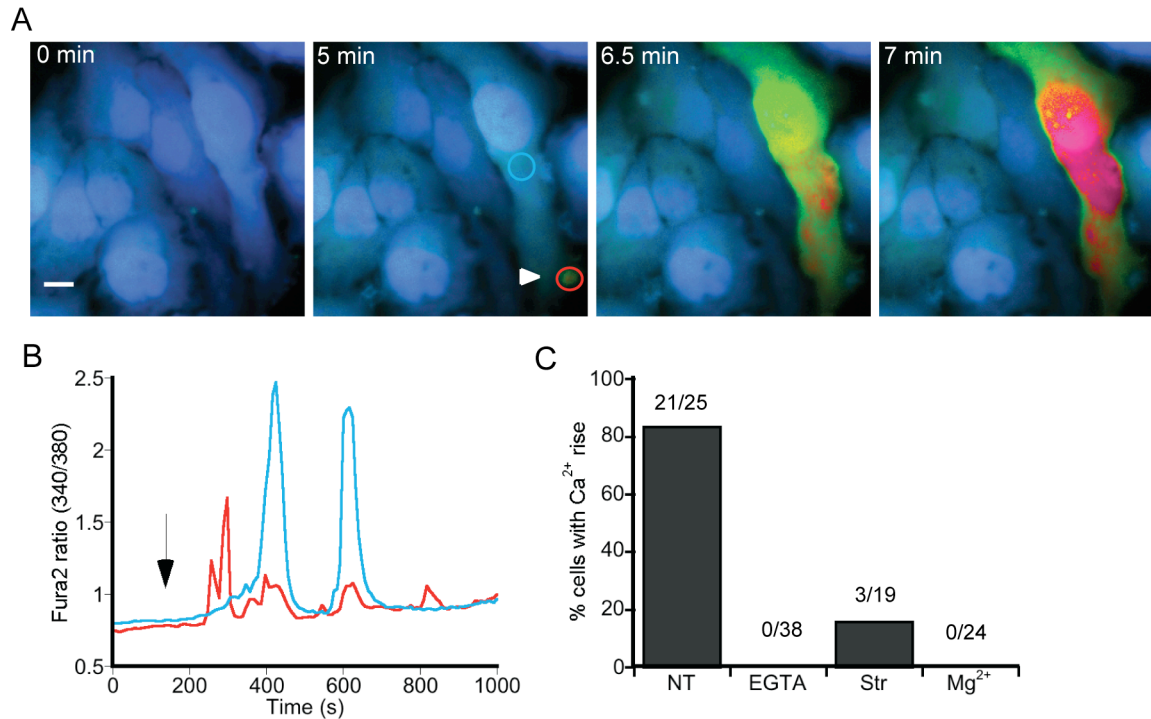 A
0 min
5 min
6.5 min
7 min
B
Fura2 ratio (340/380)
2.5
2
1.5
1
0.5
0
200
400
600
800
1000
Time (s)
C
% cells with Ca²⁺ rise
100
80
60
40
20
0
21/25
0/38
3/19
0/24
NT
EGTA
Str
Mg²⁺